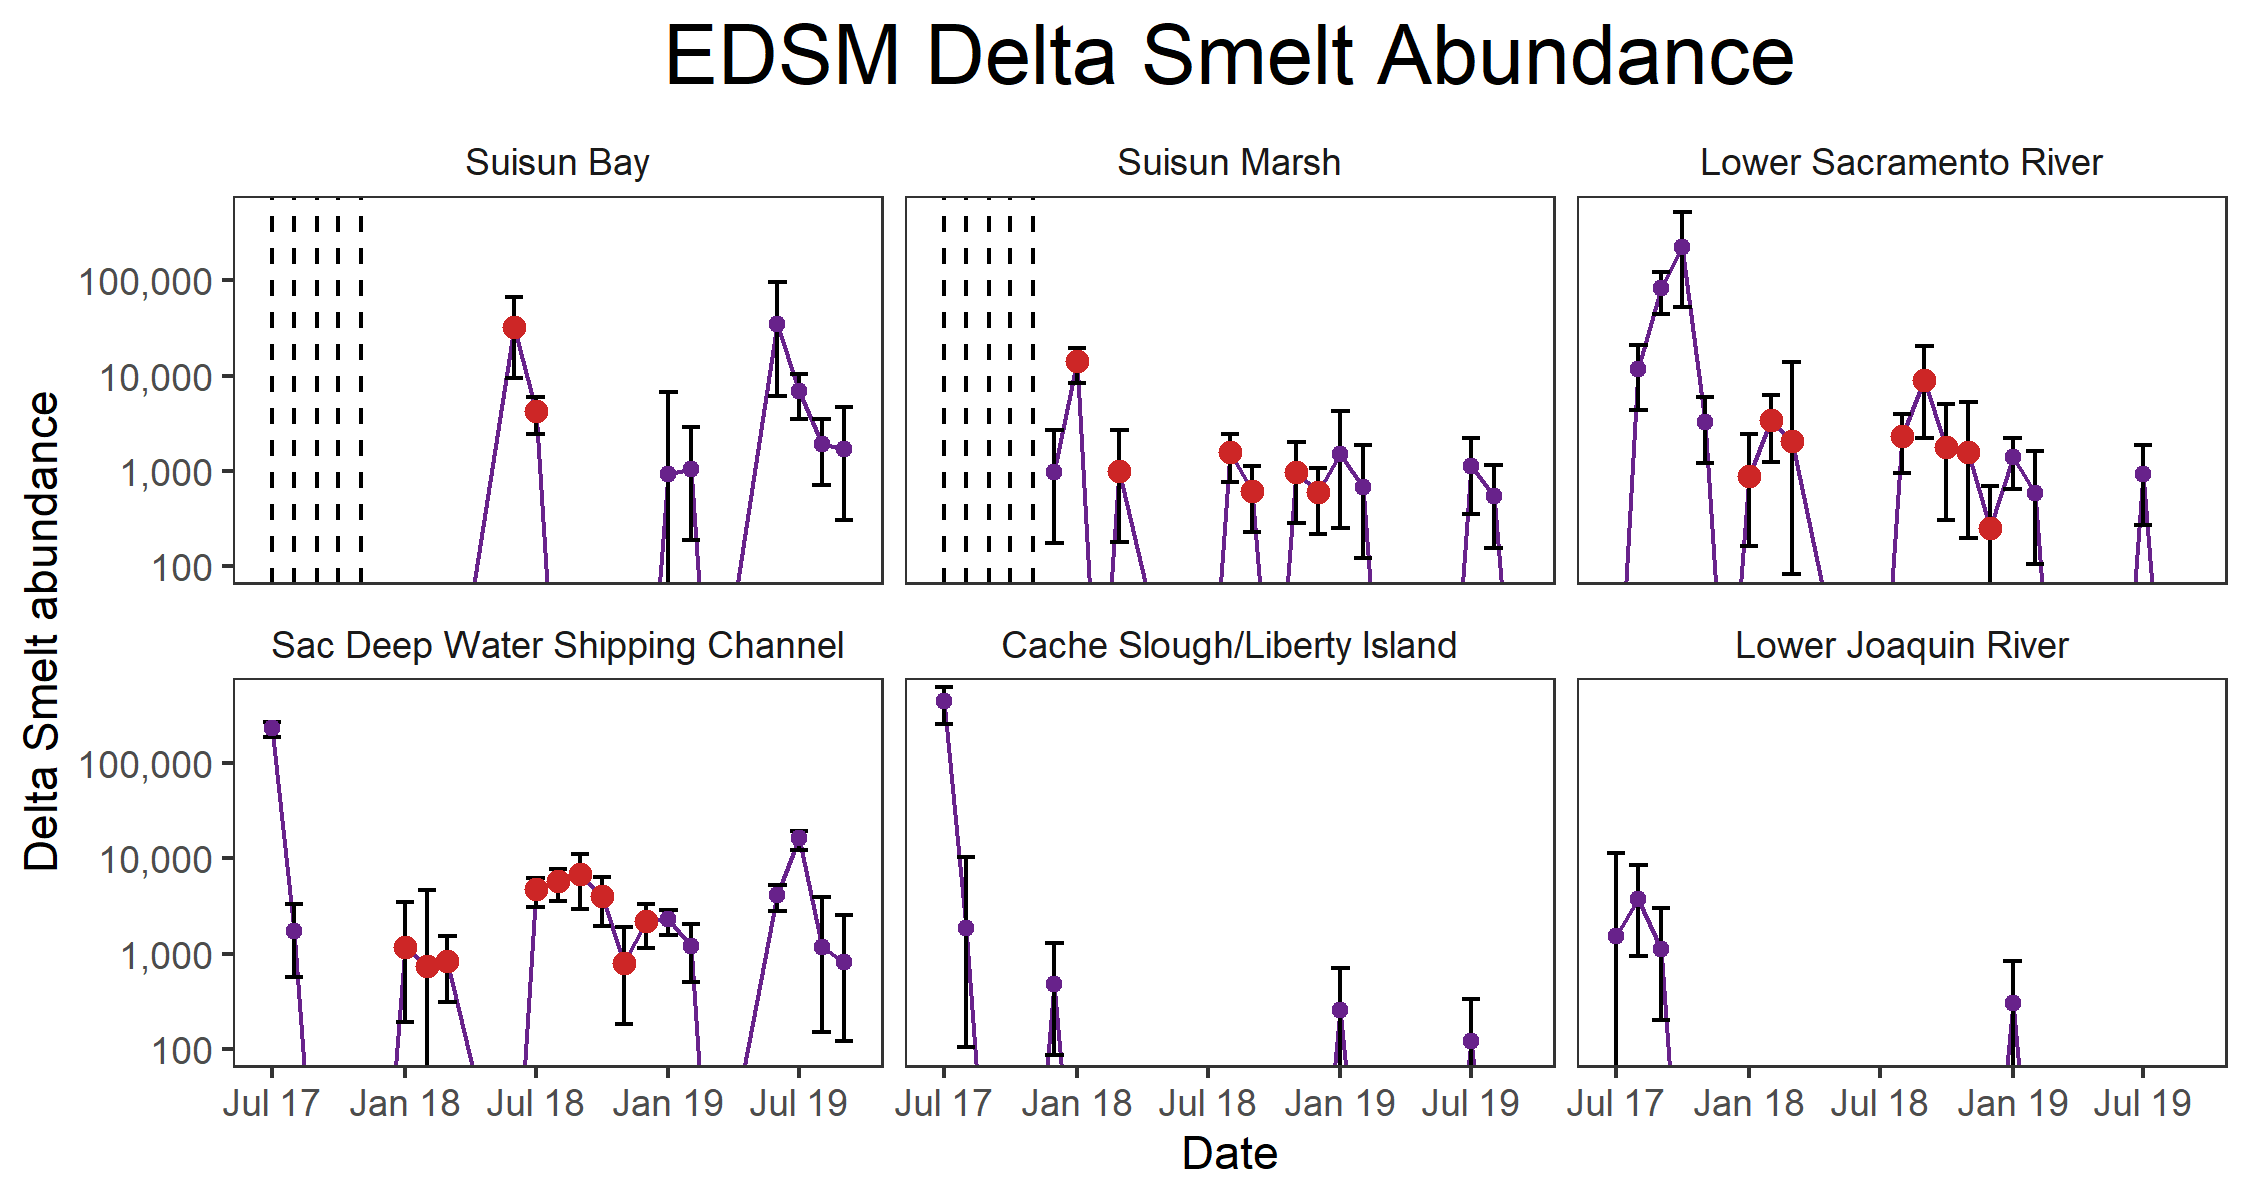 EDSM Delta Smelt Abundance
Suisun Bay
Suisun Marsh
Lower Sacramento River
100,000
10,000
1,000
100
Delta Smelt abundance
Sac Deep Water Shipping Channel
Cache Slough/Liberty Island
Lower Joaquin River
100,000
10,000
1,000
100
Jul 17 Jan 18 Jul 18 Jan 19 Jul 19
Jul 17 Jan 18 Jul 18 Jan 19 Jul 19
Jul 17 Jan 18 Jul 18 Jan 19 Jul 19
Date